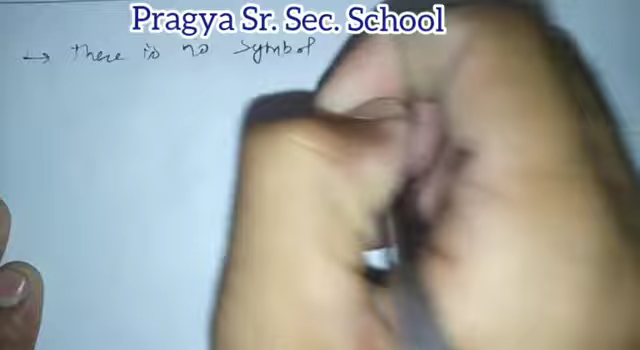 Pragya Sr. Sec. School
→ There is no symbol